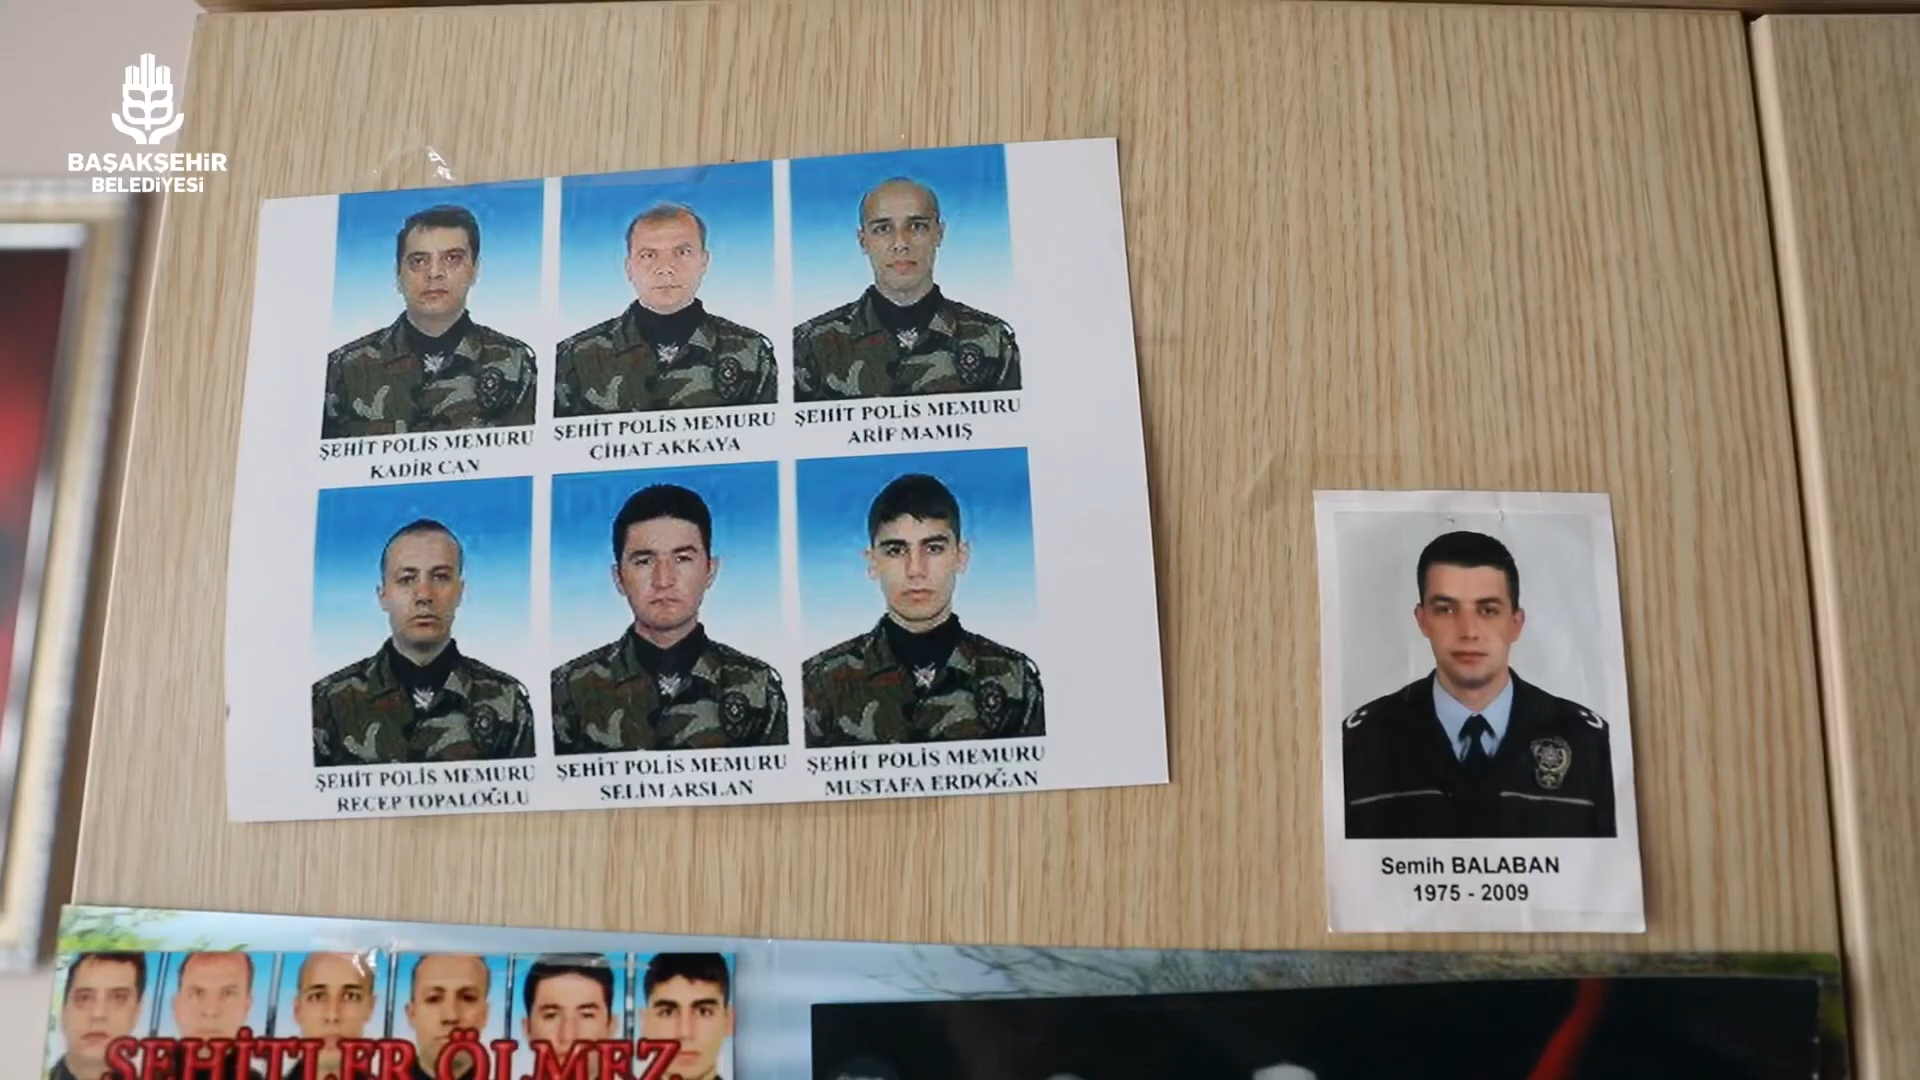 BAŞAKŞEHİR
BELEDİYESİ
ŞEHİT POLİS MEMURU
KADİR CAN
ŞEHİT POLİS MEMURU
CİHAT AKKAYA
ŞEHİT POLİS MEMURU
ARİF MAMIŞ
ŞEHİT POLİS MEMURU
RECEP TOPALOĞLU
ŞEHİT POLİS MEMURU
SELİM ARSLAN
ŞEHİT POLİS MEMURU
MUSTAFA ERDOĞAN
Semih BALABAN
1975 - 2009
ŞEHİTLER ÖLMEZ